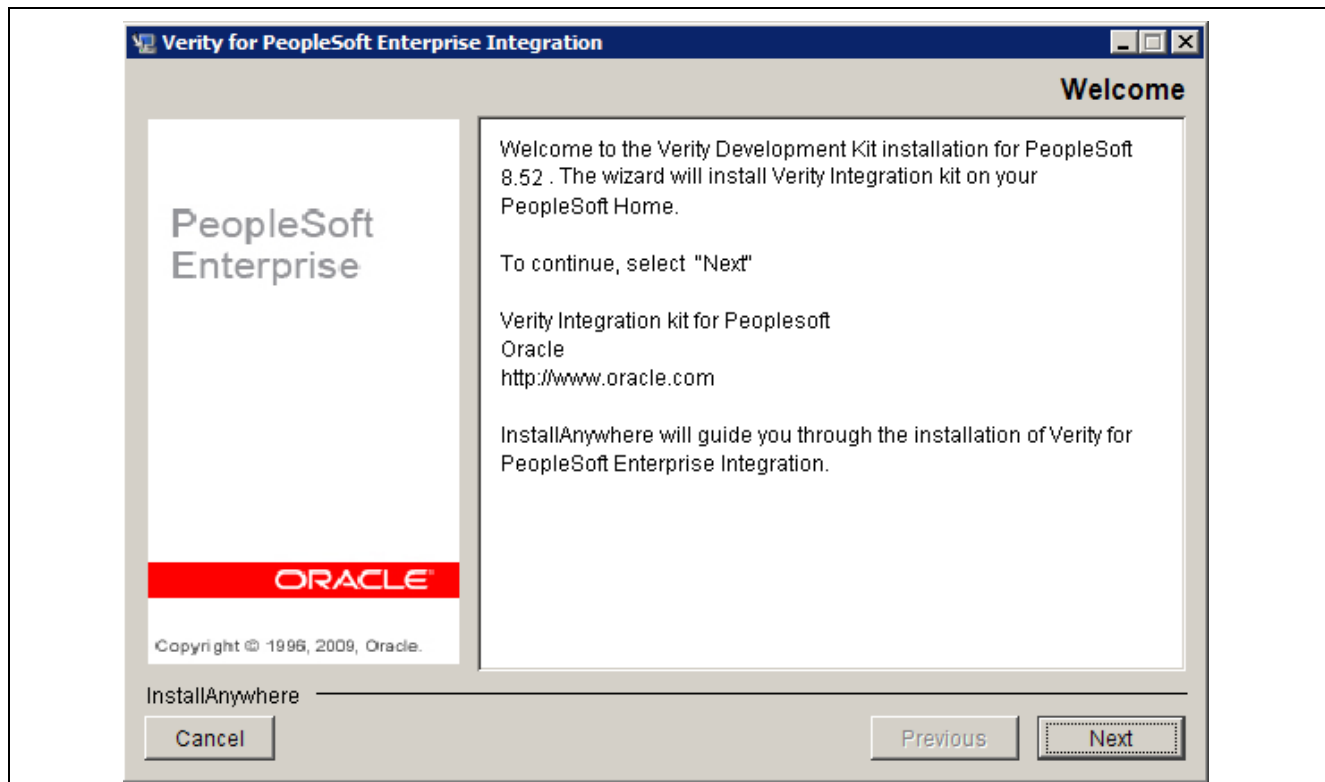 Verity for PeopleSoft Enterprise Integration
Welcome
PeopleSoft
Enterprise
ORACLE
Copyright © 1996, 2009, Oracle.
Welcome to the Verity Development Kit installation for PeopleSoft
8.52 . The wizard will install Verity Integration kit on your
PeopleSoft Home.
To continue, select "Next"
Verity Integration kit for Peoplesoft
Oracle
http://www.oracle.com
InstallAnywhere will guide you through the installation of Verity for
PeopleSoft Enterprise Integration.
InstallAnywhere
Cancel
Previous
Next